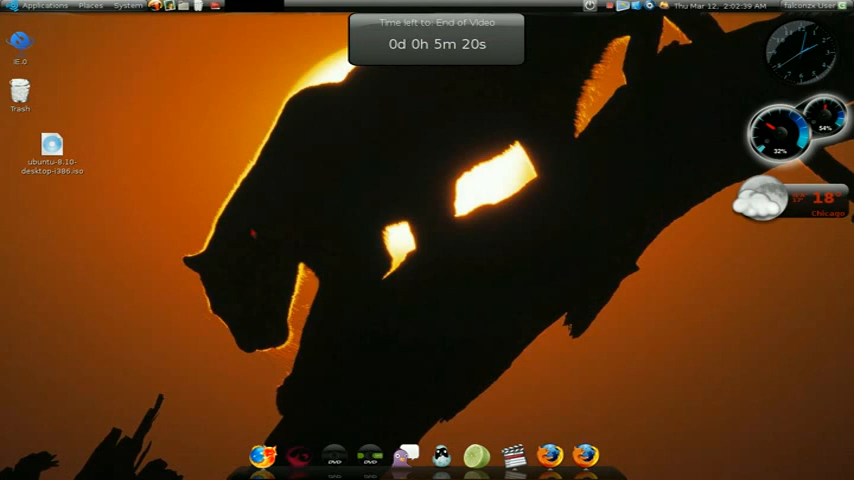 Applications Places System
Thu Mar 12, 2:02:39 AM
falconzx User
Time left to: End of Video
0d 0h 5m 20s
IE.0
Trash
ubuntu-8.10-
desktop-i386.iso
54%
32%
18°
Chicago
DVD DVD